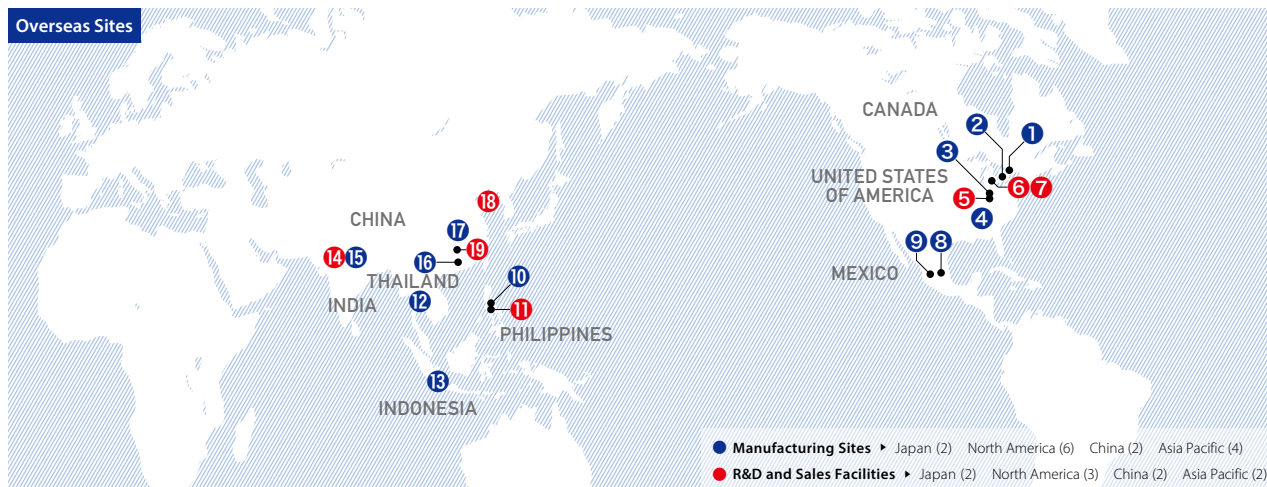 Overseas Sites
CANADA
2
1
3
UNITED STATES
OF AMERICA
6 7
5
4
18
CHINA
17
19
9 8
14 15
16
MEXICO
THAILAND
10
INDIA
12
11
PHILIPPINES
13
INDONESIA
Manufacturing Sites ▸ Japan (2) North America (6) China (2) Asia Pacific (4)
R&D and Sales Facilities ▸ Japan (2) North America (3) China (2) Asia Pacific (2)